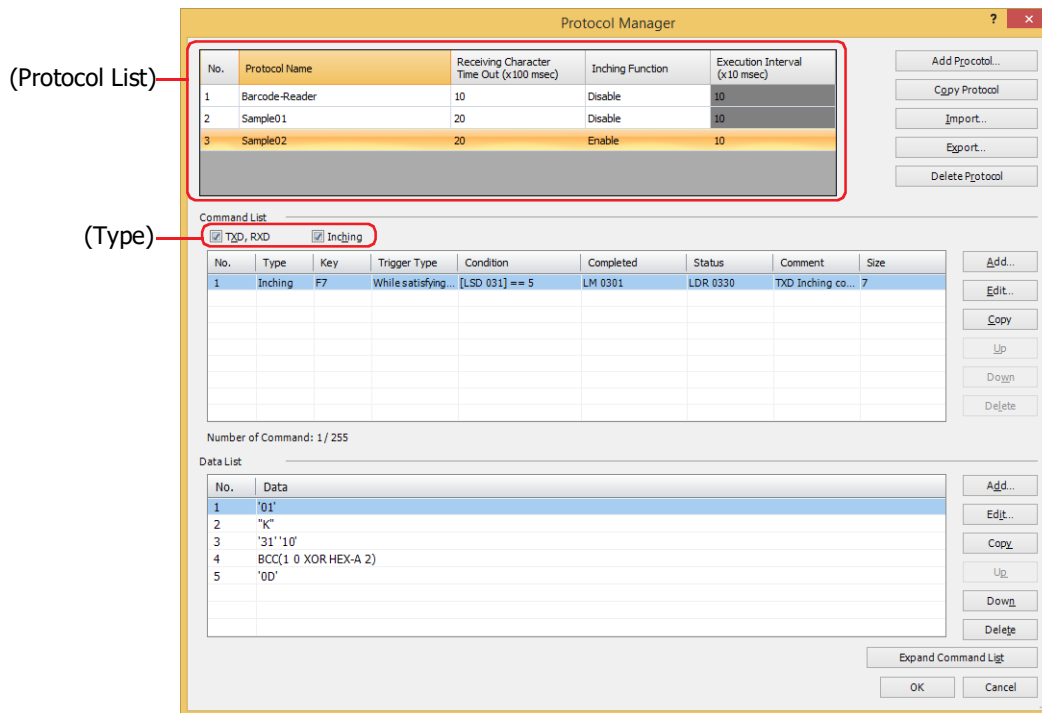 Protocol Manager
?
(Protocol List)
No. Protocol Name Receiving Character Time Out (x100 msec) Inching Function Execution Interval (x10 msec)
1 Barcode-Reader 10 Disable 10
2 Sample01 20 Disable 10
3 Sample02 20 Enable 10
Add Procotol...
Copy Protocol
Import...
Export...
Delete Protocol
Command List
(Type)
TXD, RXD Inching
No. Type Key Trigger Type Condition Completed Status Comment Size
1 Inching F7 While satisfying... [LSD 031] == 5 LM 0301 LDR 0330 TXD Inching co... 7
Add...
Edit...
Copy
Up
Down
Delete
Number of Command: 1/ 255
Data List
No. Data
1 '01'
2 "K"
3 '31' '10'
4 BCC(1 0 XOR HEX-A 2)
5 '0D'
Add...
Edit...
Copy
Up
Down
Delete
Expand Command List
OK Cancel